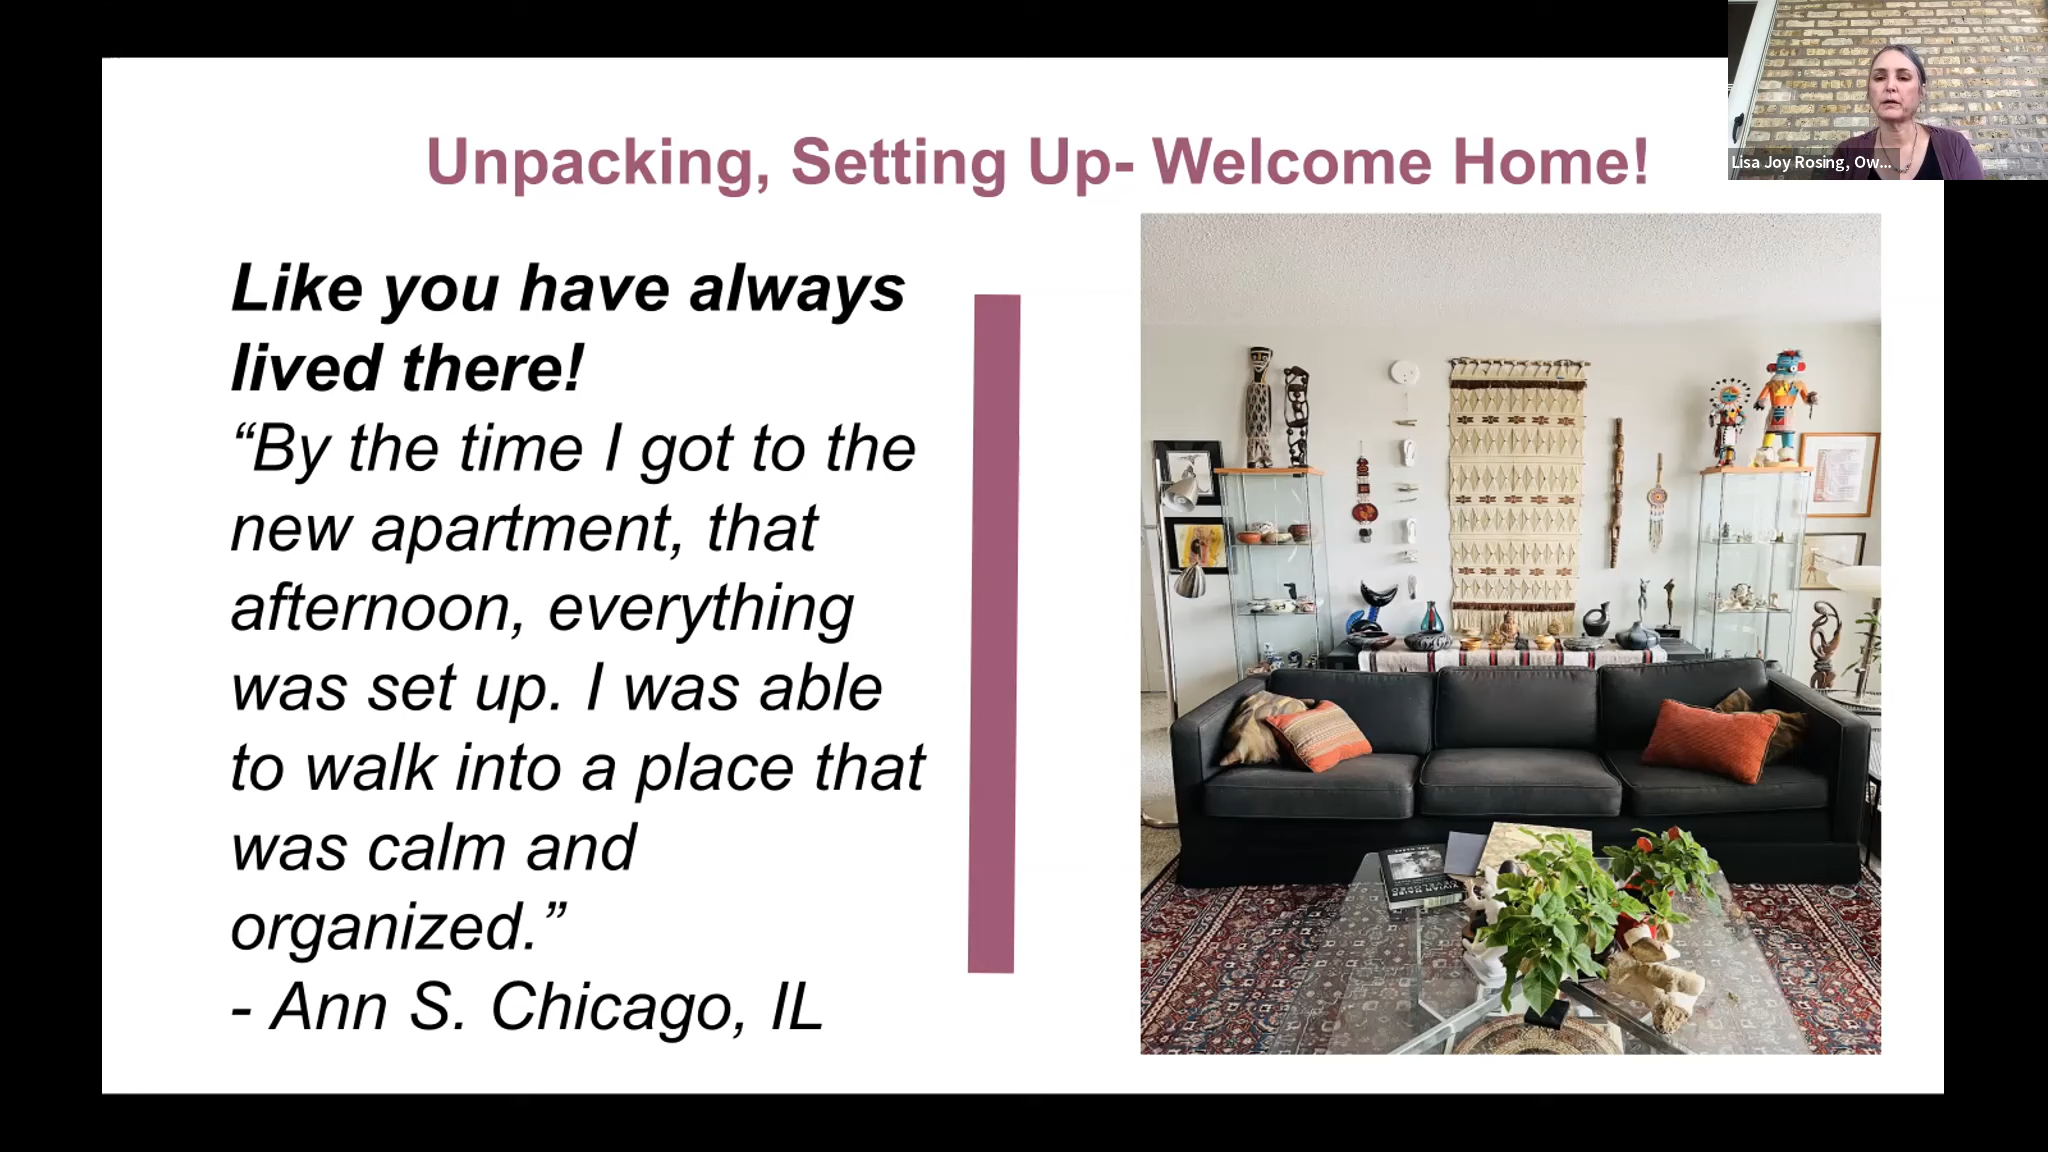 Unpacking, Setting Up- Welcome Home!
Lisa Joy Rosing, Ow...
Like you have always
lived there!
“By the time I got to the
new apartment, that
afternoon, everything
was set up. I was able
to walk into a place that
was calm and
organized.”
- Ann S. Chicago, IL